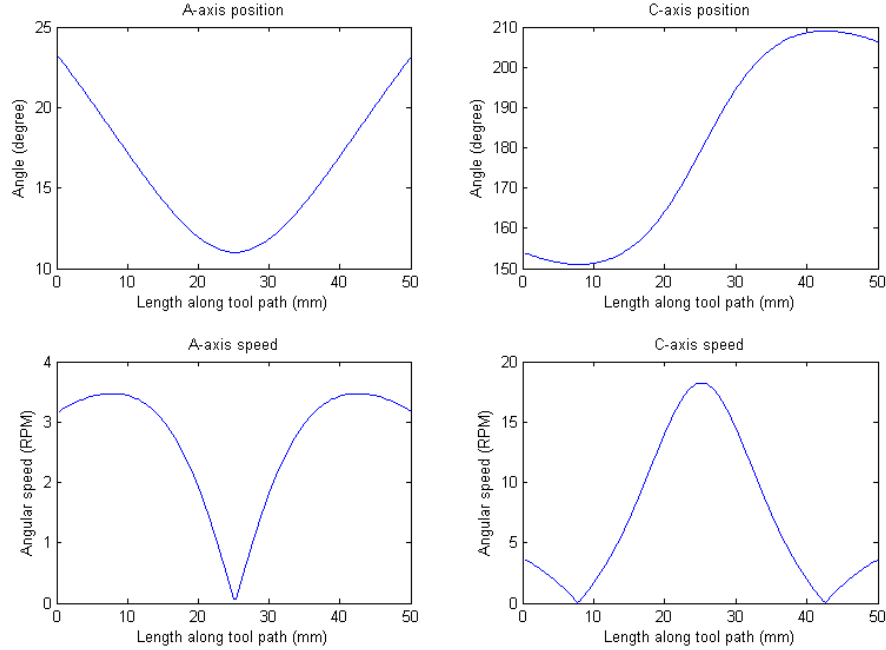 A-axis position
25
20
15
10
Angle (degree)
0 10 20 30 40 50
Length along tool path (mm)
C-axis position
210
200
190
180
170
160
150
Angle (degree)
0 10 20 30 40 50
Length along tool path (mm)
A-axis speed
4
3
2
1
0
Angular speed (RPM)
0 10 20 30 40 50
Length along tool path (mm)
C-axis speed
20
15
10
5
0
Angular speed (RPM)
0 10 20 30 40 50
Length along tool path (mm)